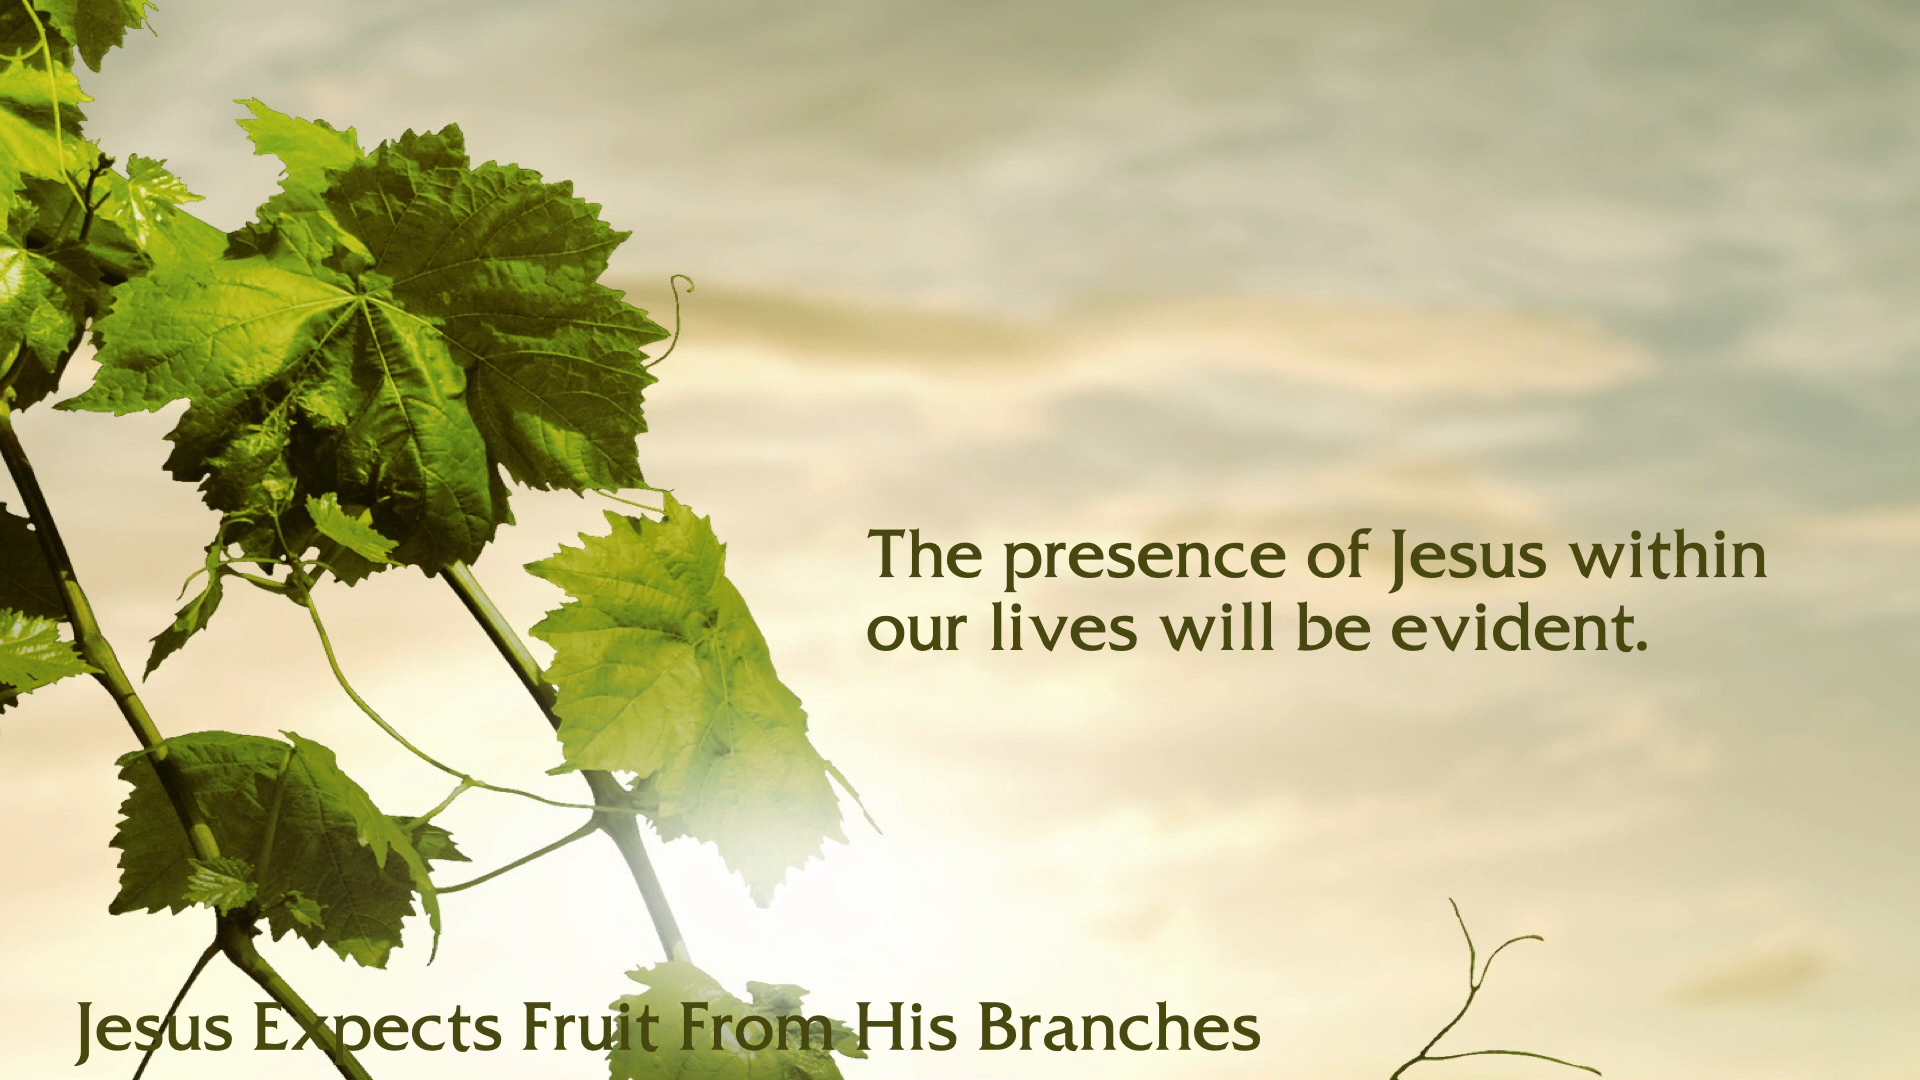 The presence of Jesus within
our lives will be evident.
Jesus Expects Fruit From His Branches